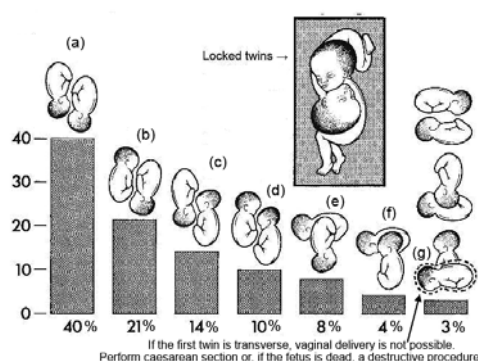 (a)
Locked twins →
(b)
(c)
(d)
(e)
(f)
(g)
40
30
20
10
0
40% 21% 14% 10% 8% 4% 3%
If the first twin is transverse, vaginal delivery is not possible.
Perform caesarean section or, if the fetus is dead, a destructive procedure